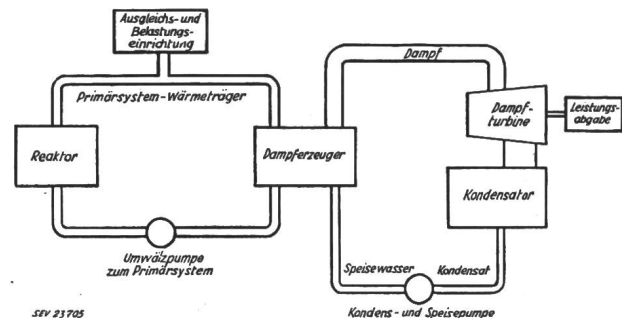 Ausgleichs- und
Belastungs-
einrichtung
Primärsystem-Wärmeträger
Reaktor
Dampferzeuger
Umwälzpumpe
zum Primärsystem
Dampf
Dampf-
turbine
Leistungs-
abgabe
Kondensator
Speisewasser
Kondensat
Kondens- und Speisepumpe
SEV 23705